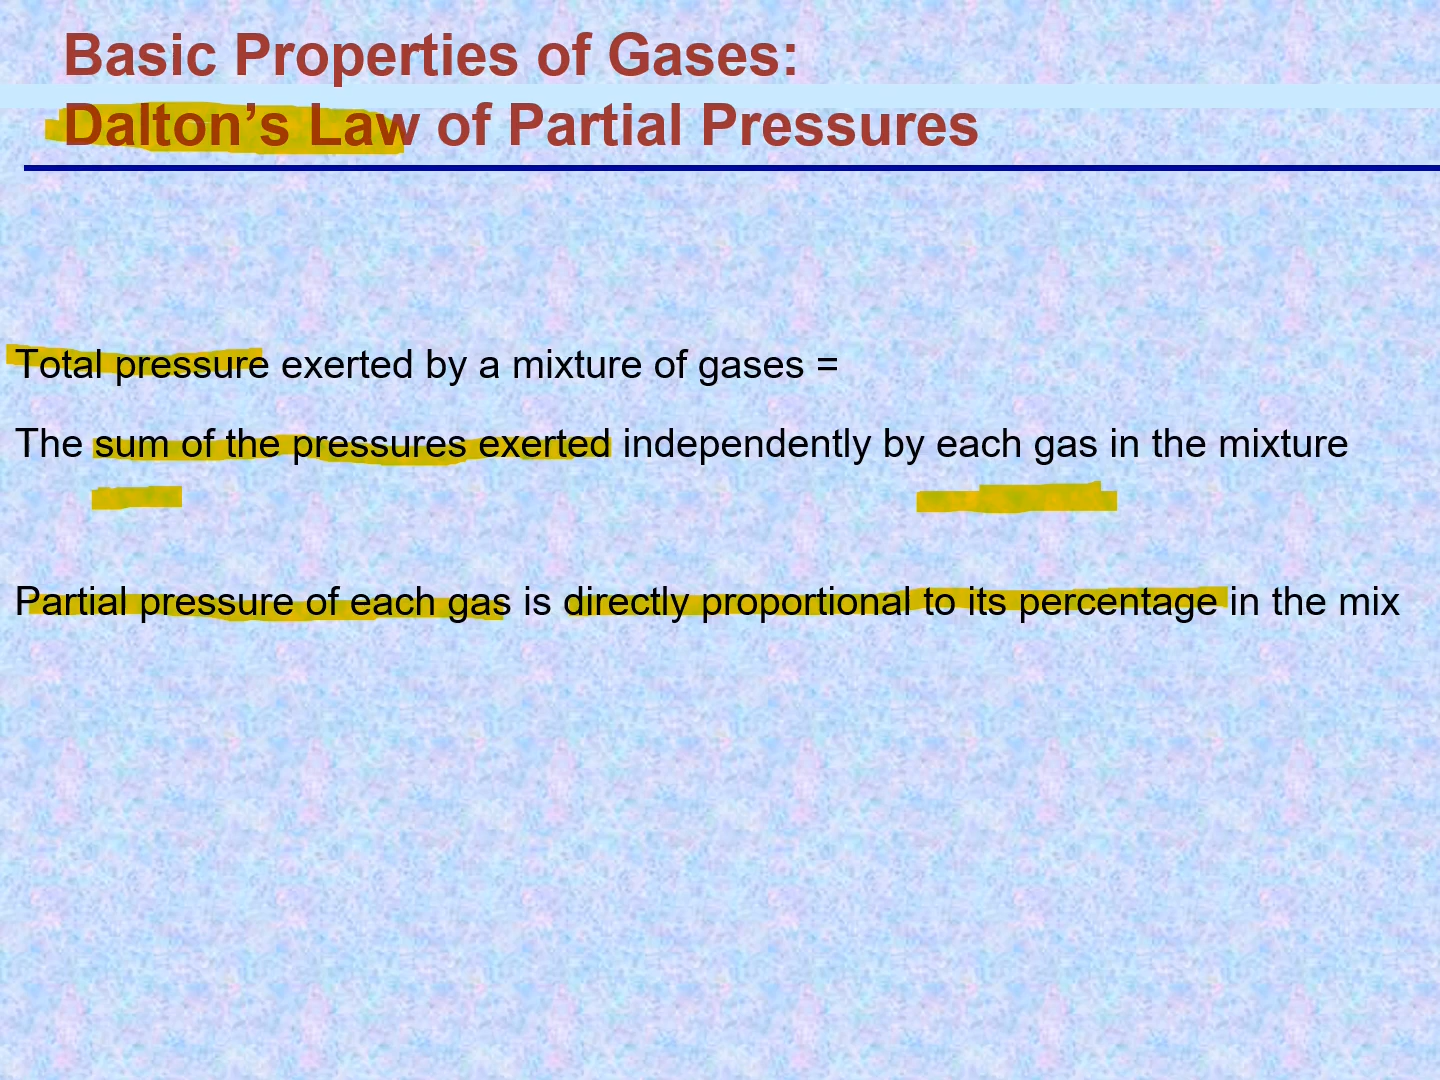 Basic Properties of Gases:
Dalton’s Law of Partial Pressures
Total pressure exerted by a mixture of gases =
The sum of the pressures exerted independently by each gas in the mixture
Partial pressure of each gas is directly proportional to its percentage in the mix